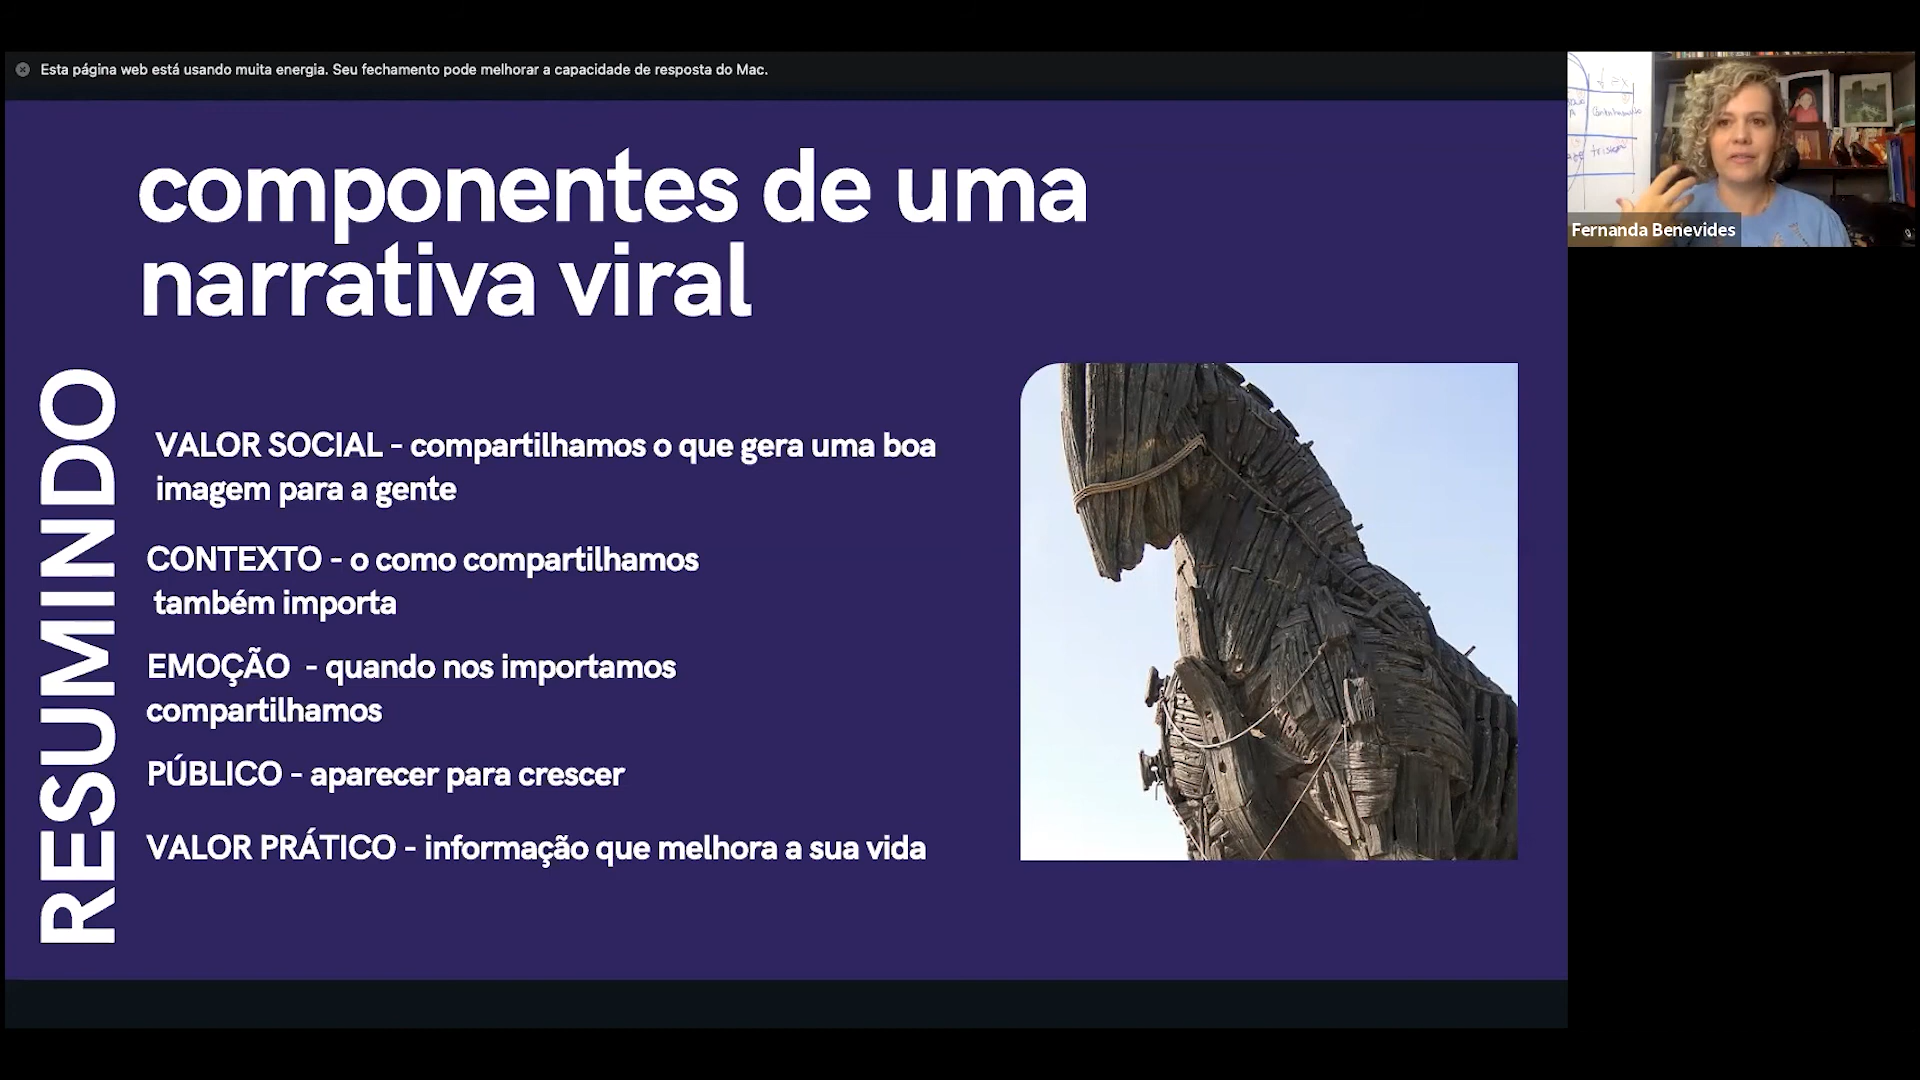 Esta página web está usando muita energia. Seu fechamento pode melhorar a capacidade de resposta do Mac.
componentes de uma
narrativa viral
RESUMINDO
VALOR SOCIAL - compartilhamos o que gera uma boa
imagem para a gente
CONTEXTO - o como compartilhamos
também importa
EMOÇÃO - quando nos importamos
compartilhamos
PÚBLICO - aparecer para crescer
VALOR PRÁTICO - informação que melhora a sua vida
Fernanda Benevides